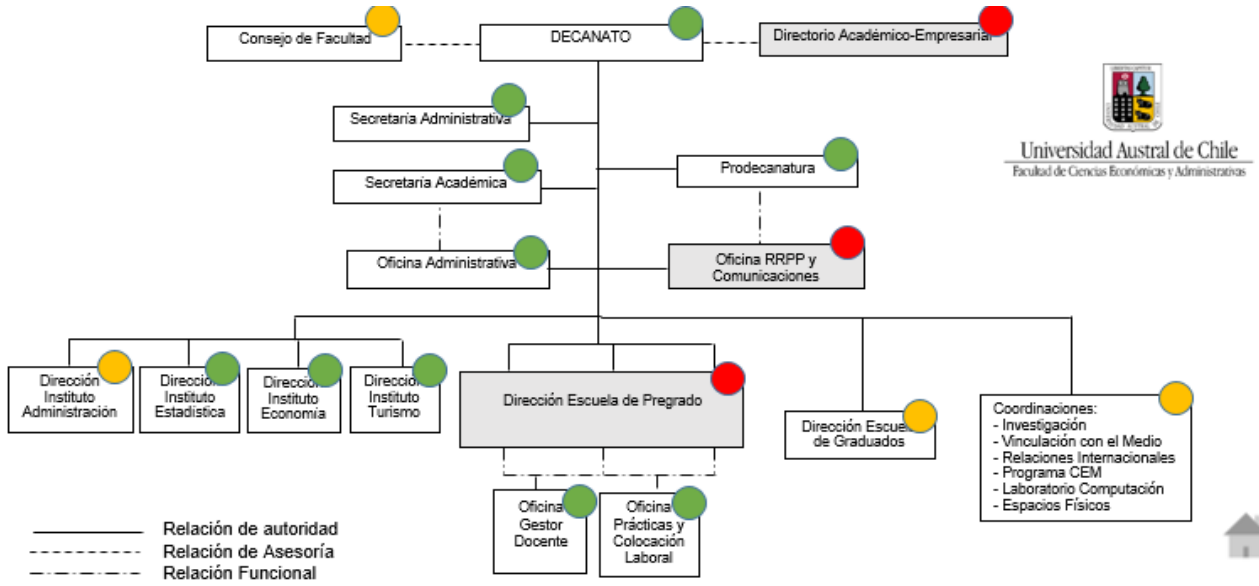 Consejo de Facultad
DECANATO
Directorio Académico-Empresarial
Secretaría Administrativa
Universidad Austral de Chile
Facultad de Ciencias Económicas y Administrativas
Prodecanatura
Secretaría Académica
Oficina Administrativa
Oficina RRPP y
Comunicaciones
Dirección
Instituto
Administración
Dirección
Instituto
Estadística
Dirección
Instituto
Economía
Dirección
Instituto
Turismo
Dirección Escuela de Pregrado
Dirección Escuela
de Graduados
Coordinaciones:
- Investigación
- Vinculación con el Medio
- Relaciones Internacionales
- Programa CEM
- Laboratorio Computación
- Espacios Físicos
Oficina
Gestor
Docente
Oficina
Prácticas y
Colocación
Laboral
Relación de autoridad
Relación de Asesoría
Relación Funcional